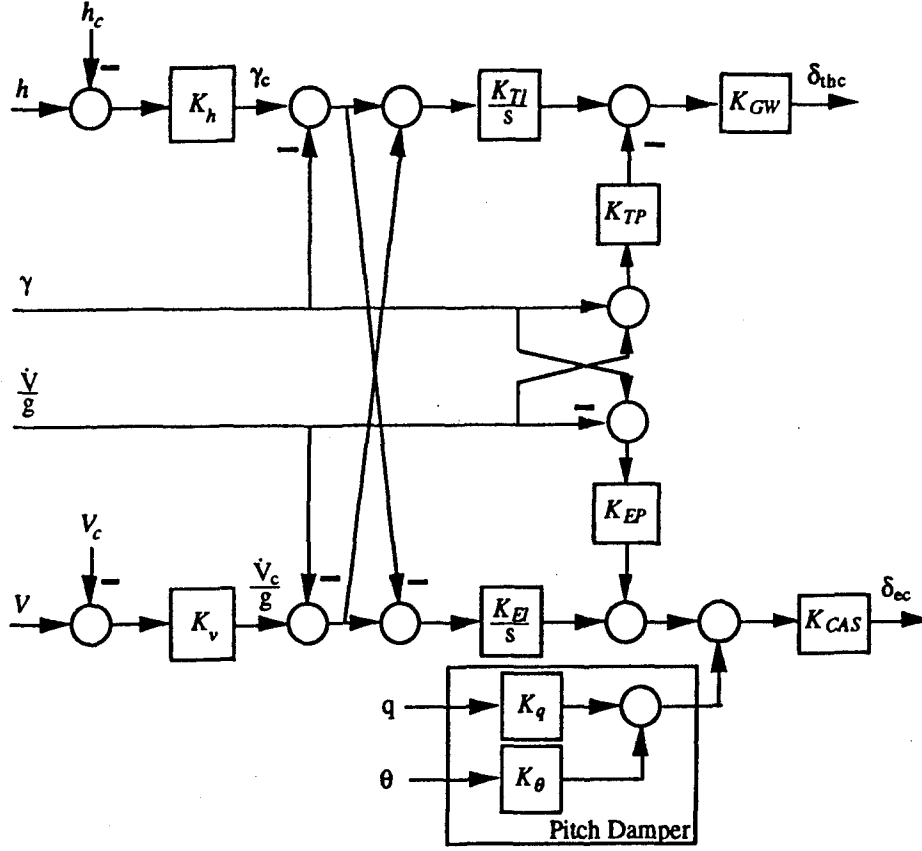 h_c
h
K_h
γ_c
K_TI
s
K_GW
δ_thc
K_TP
γ
V̇
g
V_c
V
K_v
V̇_c
g
K_EP
K_EI
s
K_CAS
δ_ec
q
K_q
θ
K_θ
Pitch Damper